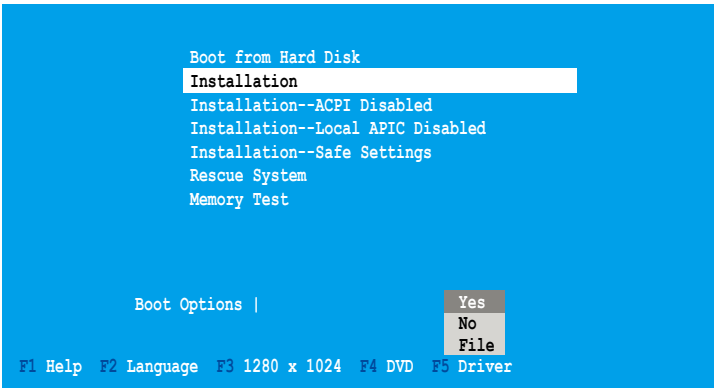 Boot from Hard Disk
Installation
Installation--ACPI Disabled
Installation--Local APIC Disabled
Installation--Safe Settings
Rescue System
Memory Test
Boot Options |
Yes
No
File
F1 Help F2 Language F3 1280 x 1024 F4 DVD F5 Driver